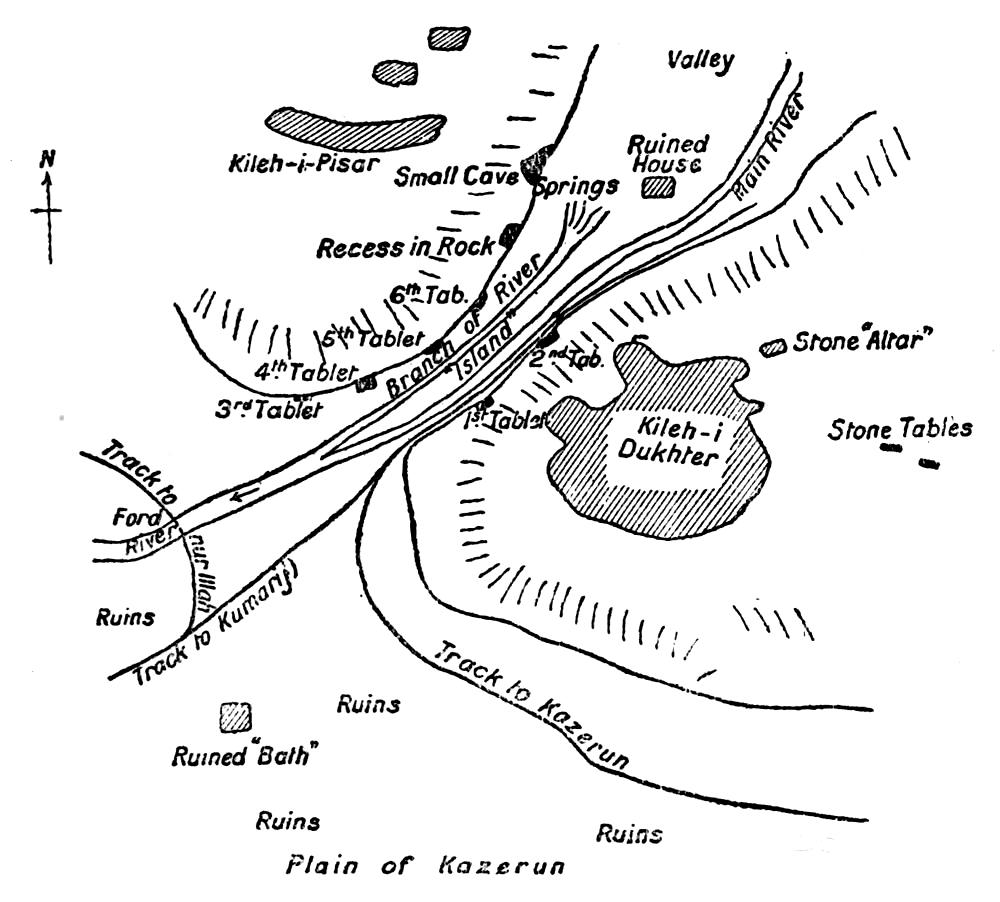 Valley
N
Kileh-i-Pisar
Small Cave
Springs
Ruined
House
Main River
Recess in Rock
6th Tab.
5th Tablet
4th Tablet
3rd Tablet
Branch of River
"Island"
2nd Tab.
1st Tablet
Stone "Altar"
Kileh-i
Dukhter
Stone Tables
Track to
nur Illah
Ford
River
Ruins
Track to Kumarij
Track to Kazerun
Ruins
Ruined "Bath"
Ruins
Ruins
Plain of Kazerun